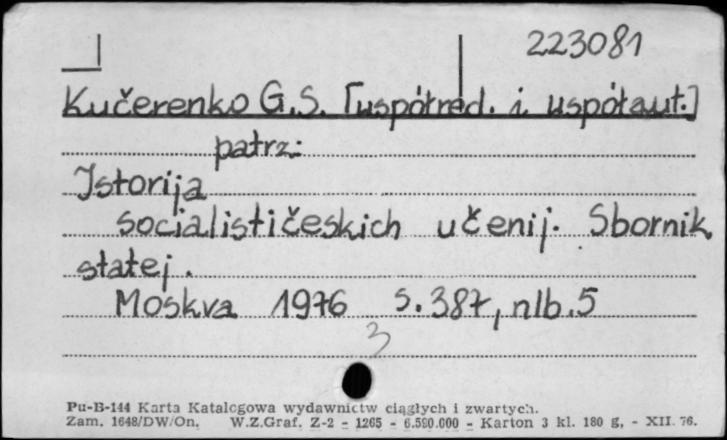 223081
Kučerenko G.S. [współred. i współaut.]
patrz:
Istorija
socialističeskich učenij. Sbornik
statej.
Moskva 1976 s. 387, nlb. 5
3
Pu-B-144 Karta Katalogowa wydawnictw ciągłych i zwartych.
Zam. 1648/DW/On. W.Z.Graf. Z-2 - 1265 - 6.590.000 - Karton 3 kl. 180 g, - XII. 76.